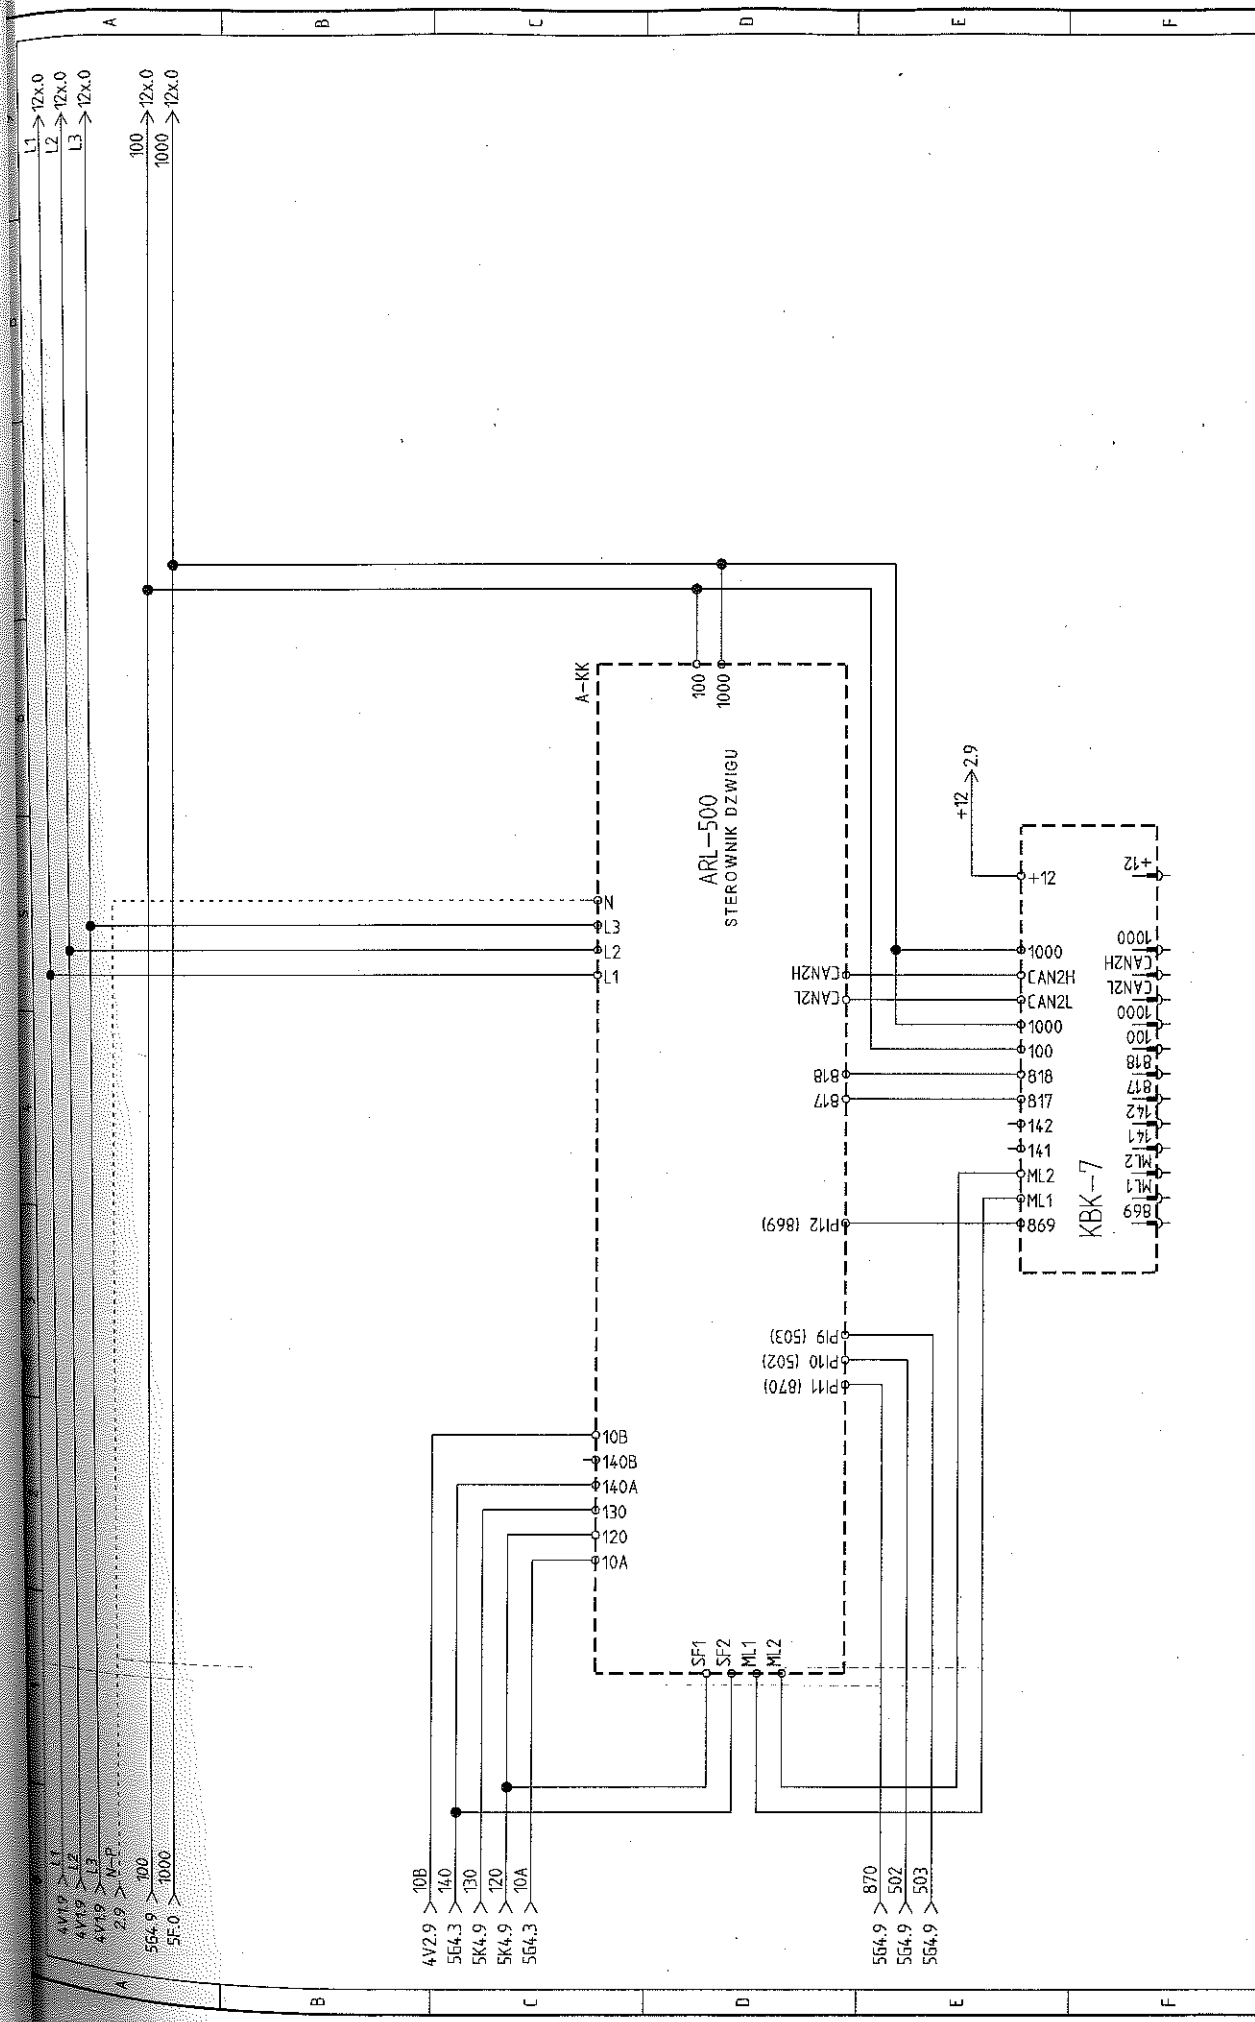 A
B
C
D
E
F
L1 12x.0
L2 12x.0
L3 12x.0
100 12x.0
1000 12x.0
4V1.9 L1
4V1.9 L2
4V1.9 L3
2.9 N-P
5G4.9 100
5F.0 1000
A-KK
100
1000
ARL-500
STEROWNIK DZWIGU
N
L3
L2
L1
CAN2H
CAN2L
818
817
PI12 (869)
PI9 (503)
PI10 (502)
PI11 (870)
10B
140B
140A
130
120
10A
SF1
SF2
ML1
ML2
4V2.9 10B
5G4.3 140
5K4.9 130
5K4.9 120
5G4.3 10A
5G4.9 870
5G4.9 502
5G4.9 503
+12 2.9
+12
1000
CAN2H
CAN2L
1000
100
818
817
142
141
ML2
ML1
869
KBK-7
+12
1000
CAN2H
CAN2L
1000
100
818
817
142
141
ML2
ML1
869
A
B
C
D
E
F